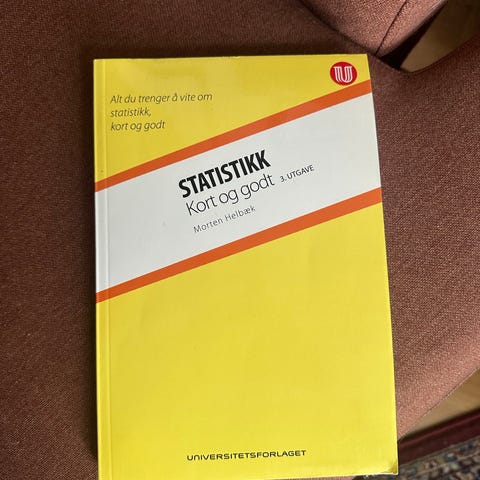 Alt du trenger å vite om
statistikk,
kort og godt
U
STATISTIKK
Kort og godt 3. UTGAVE
Morten Helbæk
UNIVERSITETSFORLAGET